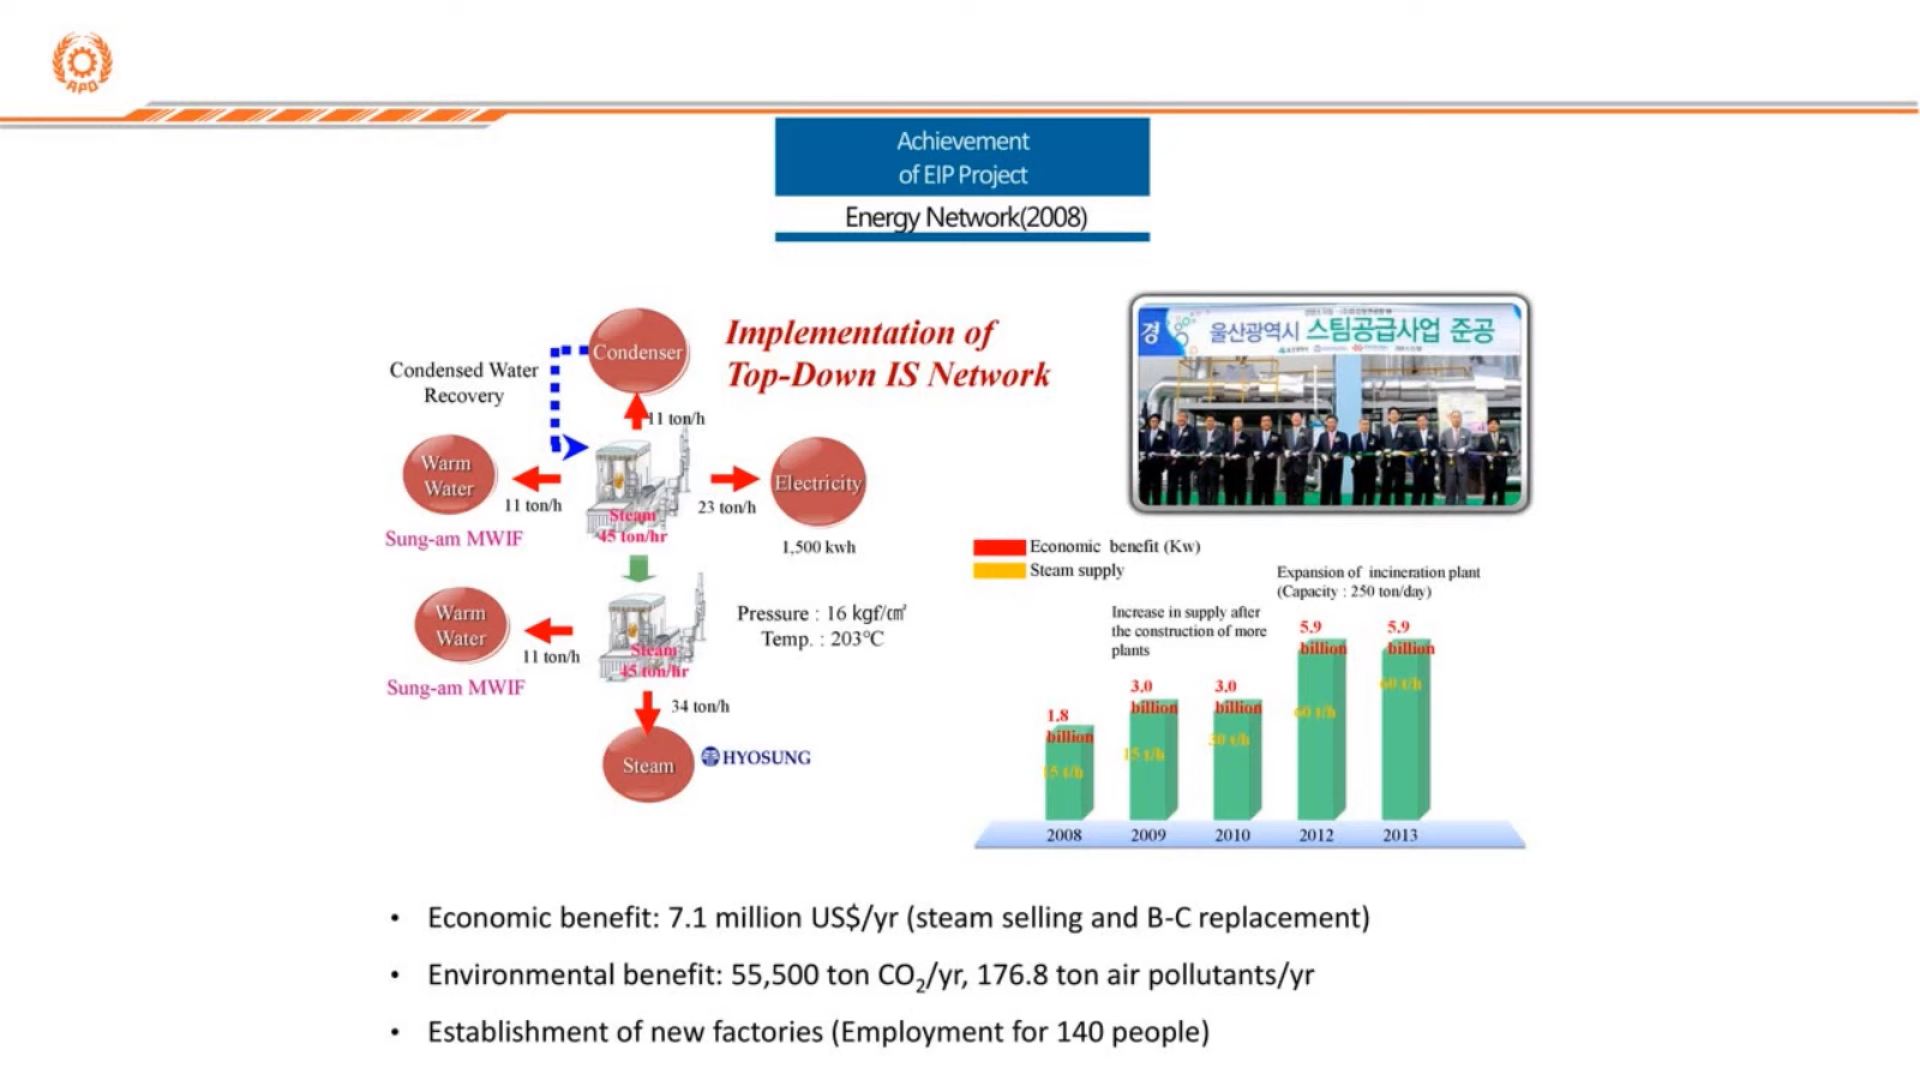 APO
Achievement
of EIP Project
Energy Network(2008)
Implementation of
Top-Down IS Network
Condenser
Condensed Water
Recovery
11 ton/h
Warm
Water
11 ton/h
Sung-am MWIF
Steam
45 ton/hr
23 ton/h
Electricity
1,500 kwh
Warm
Water
11 ton/h
Sung-am MWIF
Steam
45 ton/hr
Pressure : 16 kgf/㎠
Temp. : 203℃
34 ton/h
Steam
HYOSUNG
경
울산광역시 스팀공급사업 준공
Economic benefit (Kw)
Steam supply
Expansion of incineration plant
(Capacity : 250 ton/day)
Increase in supply after
the construction of more
plants
1.8
billion
15 t/h
3.0
billion
15 t/h
3.0
billion
30 t/h
5.9
billion
60 t/h
5.9
billion
60 t/h
2008
2009
2010
2012
2013
• Economic benefit: 7.1 million US$/yr (steam selling and B-C replacement)
• Environmental benefit: 55,500 ton CO₂/yr, 176.8 ton air pollutants/yr
• Establishment of new factories (Employment for 140 people)